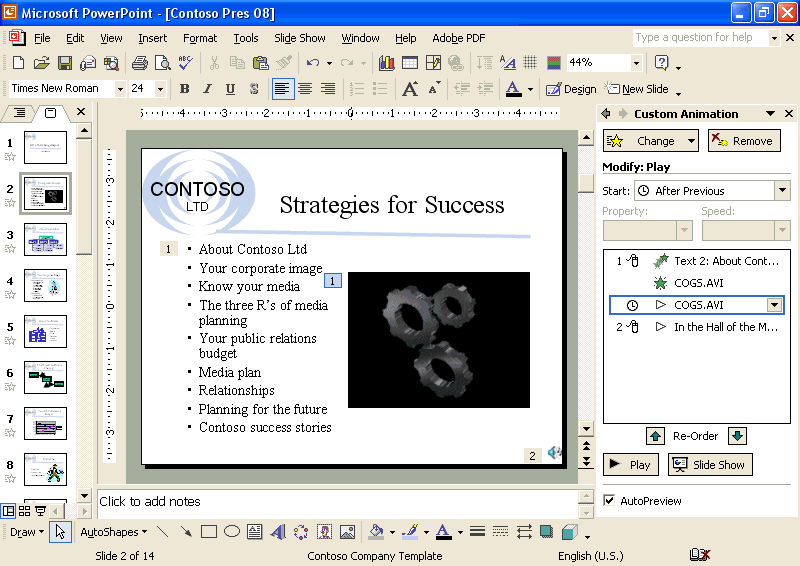 Microsoft PowerPoint - [Contoso Pres 08]
File Edit View Insert Format Tools Slide Show Window Help Adobe PDF Type a question for help
44%
Times New Roman 24 B I U S Design New Slide
Custom Animation
Change Remove
Modify: Play
Start: After Previous
Property: Speed:
1 Text 2: About Cont...
COGS.AVI
COGS.AVI
2 In the Hall of the M...
Re-Order
Play Slide Show
AutoPreview
1
2
3
4
5
6
7
8
CONTOSO
LTD
Strategies for Success
1
• About Contoso Ltd
• Your corporate image
• Know your media
1
• The three R's of media
planning
• Your public relations
budget
• Media plan
• Relationships
• Planning for the future
• Contoso success stories
2
Click to add notes
Draw AutoShapes
Slide 2 of 14 Contoso Company Template English (U.S.)